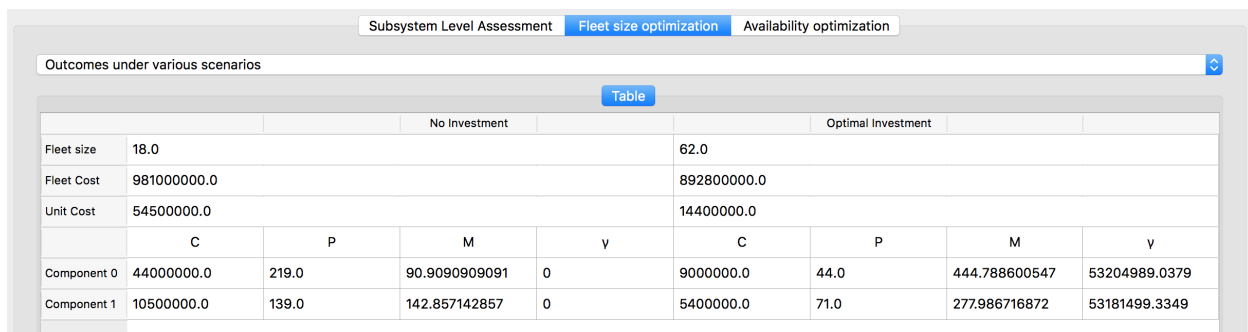 Subsystem Level Assessment Fleet size optimization Availability optimization
Outcomes under various scenarios
Table
No Investment Optimal Investment
Fleet size 18.0 62.0
Fleet Cost 981000000.0 892800000.0
Unit Cost 54500000.0 14400000.0
C P M γ C P M γ
Component 0 44000000.0 219.0 90.9090909091 0 9000000.0 44.0 444.788600547 53204989.0379
Component 1 10500000.0 139.0 142.857142857 0 5400000.0 71.0 277.986716872 53181499.3349